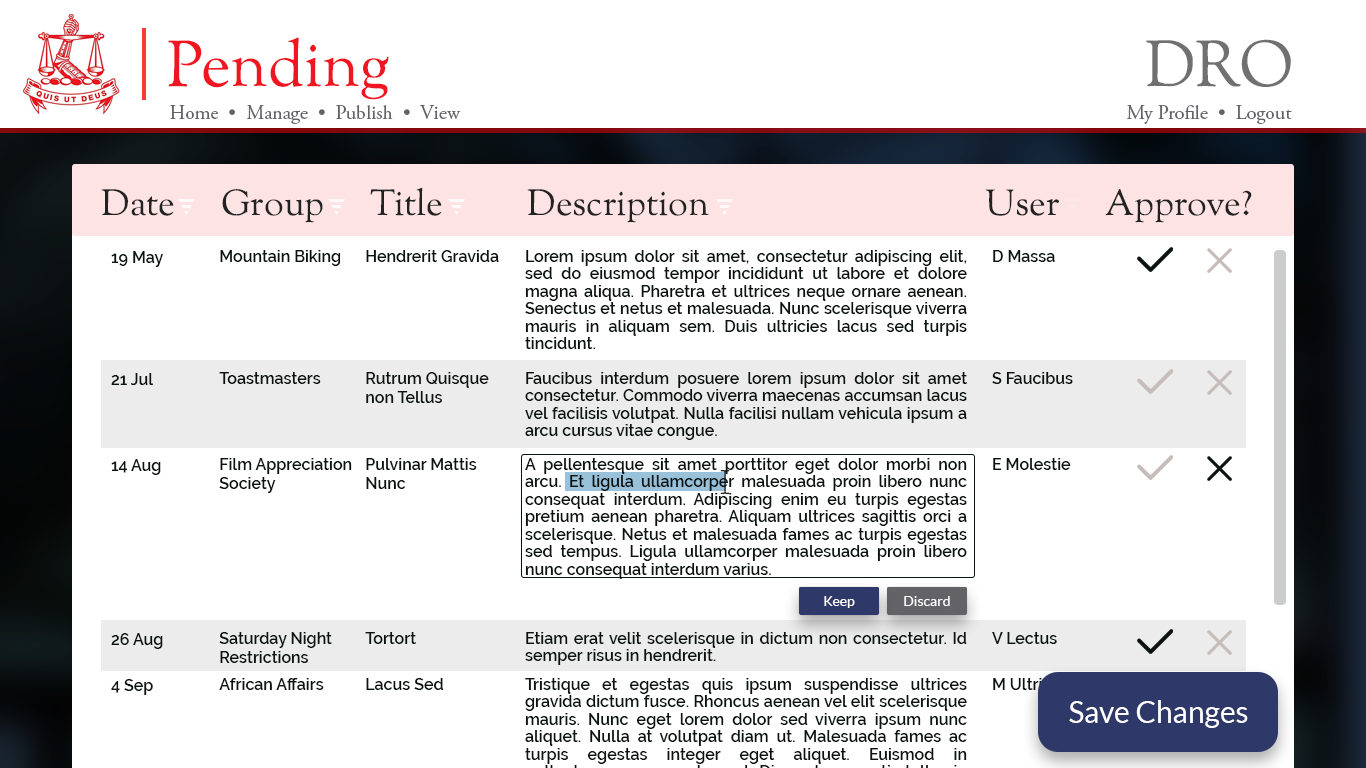 Pending
DRO
QUIS UT DEUS
Home • Manage • Publish • View
My Profile • Logout
Date Group Title Description User Approve?
19 May Mountain Biking Hendrerit Gravida Lorem ipsum dolor sit amet, consectetur adipiscing elit, D Massa
sed do eiusmod tempor incididunt ut labore et dolore
magna aliqua. Pharetra et ultrices neque ornare aenean.
Senectus et netus et malesuada. Nunc scelerisque viverra
mauris in aliquam sem. Duis ultricies lacus sed turpis
tincidunt.
21 Jul Toastmasters Rutrum Quisque Faucibus interdum posuere lorem ipsum dolor sit amet S Faucibus
non Tellus consectetur. Commodo viverra maecenas accumsan lacus
vel facilisis volutpat. Nulla facilisi nullam vehicula ipsum a
arcu cursus vitae congue.
14 Aug Film Appreciation Pulvinar Mattis A pellentesque sit amet porttitor eget dolor morbi non E Molestie
Society Nunc arcu. Et ligula ullamcorper malesuada proin libero nunc
consequat interdum. Adipiscing enim eu turpis egestas
pretium aenean pharetra. Aliquam ultrices sagittis orci a
scelerisque. Netus et malesuada fames ac turpis egestas
sed tempus. Ligula ullamcorper malesuada proin libero
nunc consequat interdum varius.
Keep Discard
26 Aug Saturday Night Tortort Etiam erat velit scelerisque in dictum non consectetur. Id V Lectus
Restrictions semper risus in hendrerit.
4 Sep African Affairs Lacus Sed Tristique et egestas quis ipsum suspendisse ultrices M Ultri
gravida dictum fusce. Rhoncus aenean vel elit scelerisque
mauris. Nunc eget lorem dolor sed viverra ipsum nunc
aliquet. Nulla at volutpat diam ut. Malesuada fames ac
turpis egestas integer eget aliquet. Euismod in
Save Changes